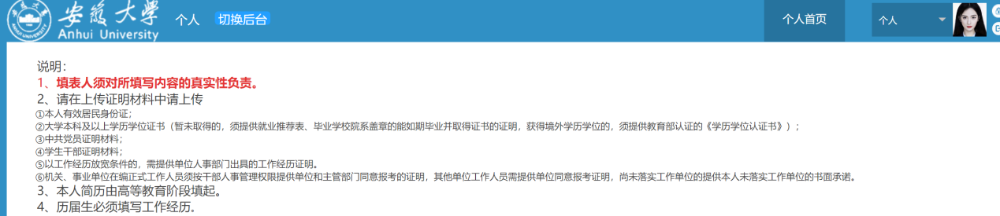 安徽大学
Anhui University
个人 切换后台
个人首页
个人
说明：
1、填表人须对所填写内容的真实性负责。
2、请在上传证明材料中请上传
①本人有效居民身份证；
②大学本科及以上学历学位证书（暂未取得的，须提供就业推荐表、毕业学校院系盖章的能如期毕业并取得证书的证明，获得境外学历学位的，须提供教育部认证的《学历学位认证书》）；
③中共党员证明材料；
④学生干部证明材料；
⑤以工作经历放宽条件的，需提供单位人事部门出具的工作经历证明。
⑥机关、事业单位在编正式工作人员须按干部人事管理权限提供单位和主管部门同意报考的证明，其他单位工作人员需提供单位同意报考证明，尚未落实工作单位的提供本人未落实工作单位的书面承诺。
3、本人简历由高等教育阶段填起。
4、历届生必须填写工作经历.